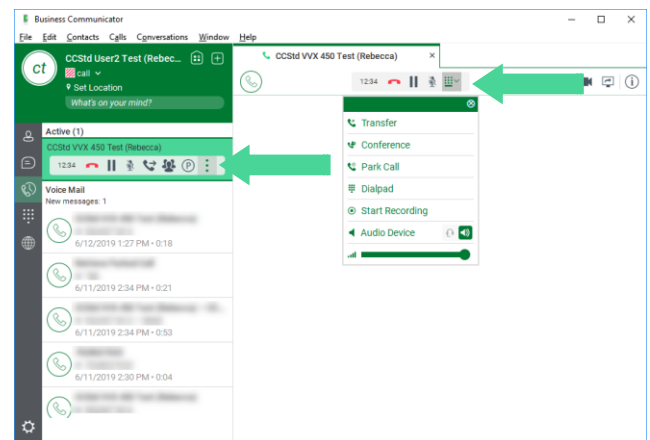 Business Communicator
File Edit Contacts Calls Conversations Window Help
ct
CCStd User2 Test (Rebec...
call
Set Location
What's on your mind?
CCStd VVX 450 Test (Rebecca) ×
12:34
Active (1)
CCStd VVX 450 Test (Rebecca)
12:34 P
Voice Mail
New messages: 1
6/12/2019 1:27 PM • 0:18
6/11/2019 2:34 PM • 0:21
6/11/2019 2:34 PM • 0:53
6/11/2019 2:30 PM • 0:04
Transfer
Conference
Park Call
Dialpad
Start Recording
Audio Device